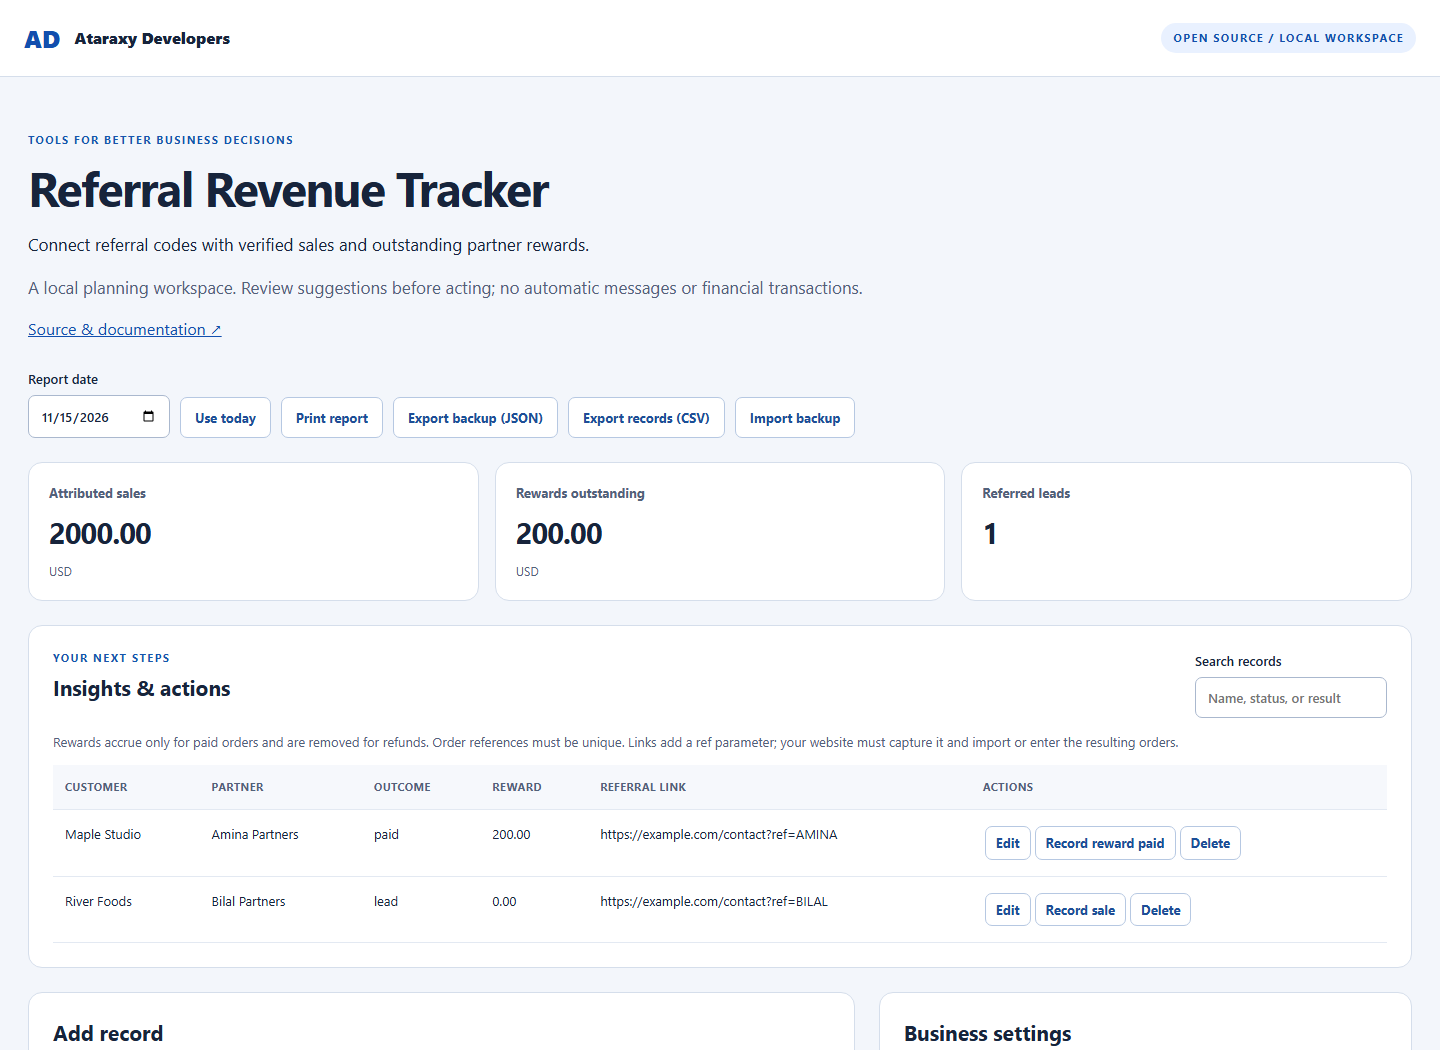 AD Ataraxy Developers
OPEN SOURCE / LOCAL WORKSPACE
TOOLS FOR BETTER BUSINESS DECISIONS
Referral Revenue Tracker
Connect referral codes with verified sales and outstanding partner rewards.
A local planning workspace. Review suggestions before acting; no automatic messages or financial transactions.
Source & documentation ↗
Report date
11/15/2026
Use today
Print report
Export backup (JSON)
Export records (CSV)
Import backup
Attributed sales
2000.00
USD
Rewards outstanding
200.00
USD
Referred leads
1
YOUR NEXT STEPS
Insights & actions
Search records
Name, status, or result
Rewards accrue only for paid orders and are removed for refunds. Order references must be unique. Links add a ref parameter; your website must capture it and import or enter the resulting orders.
CUSTOMER PARTNER OUTCOME REWARD REFERRAL LINK ACTIONS
Maple Studio Amina Partners paid 200.00 https://example.com/contact?ref=AMINA Edit Record reward paid Delete
River Foods Bilal Partners lead 0.00 https://example.com/contact?ref=BILAL Edit Record sale Delete
Add record
Business settings